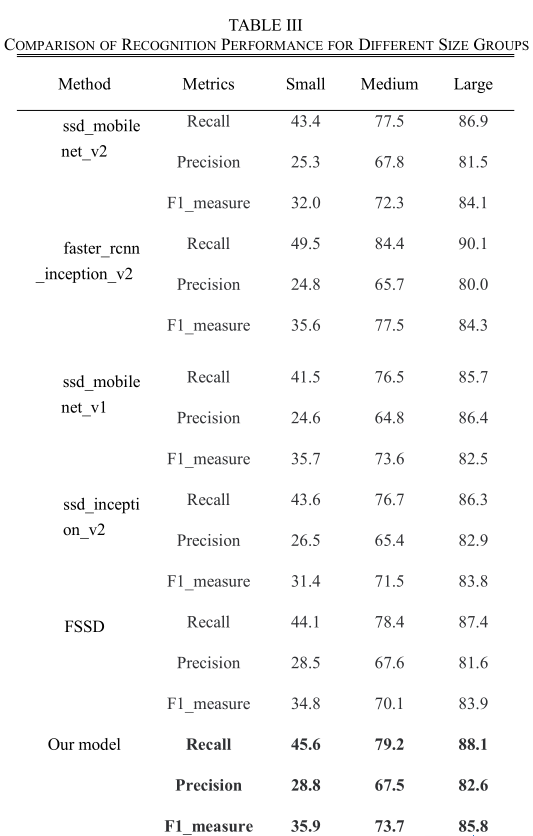 TABLE III
COMPARISON OF RECOGNITION PERFORMANCE FOR DIFFERENT SIZE GROUPS
Method Metrics Small Medium Large
ssd_mobile Recall 43.4 77.5 86.9
net_v2 Precision 25.3 67.8 81.5
F1_measure 32.0 72.3 84.1
faster_rcnn Recall 49.5 84.4 90.1
_inception_v2 Precision 24.8 65.7 80.0
F1_measure 35.6 77.5 84.3
ssd_mobile Recall 41.5 76.5 85.7
net_v1 Precision 24.6 64.8 86.4
F1_measure 35.7 73.6 82.5
ssd_incepti Recall 43.6 76.7 86.3
on_v2 Precision 26.5 65.4 82.9
F1_measure 31.4 71.5 83.8
FSSD Recall 44.1 78.4 87.4
Precision 28.5 67.6 81.6
F1_measure 34.8 70.1 83.9
Our model Recall 45.6 79.2 88.1
Precision 28.8 67.5 82.6
F1_measure 35.9 73.7 85.8